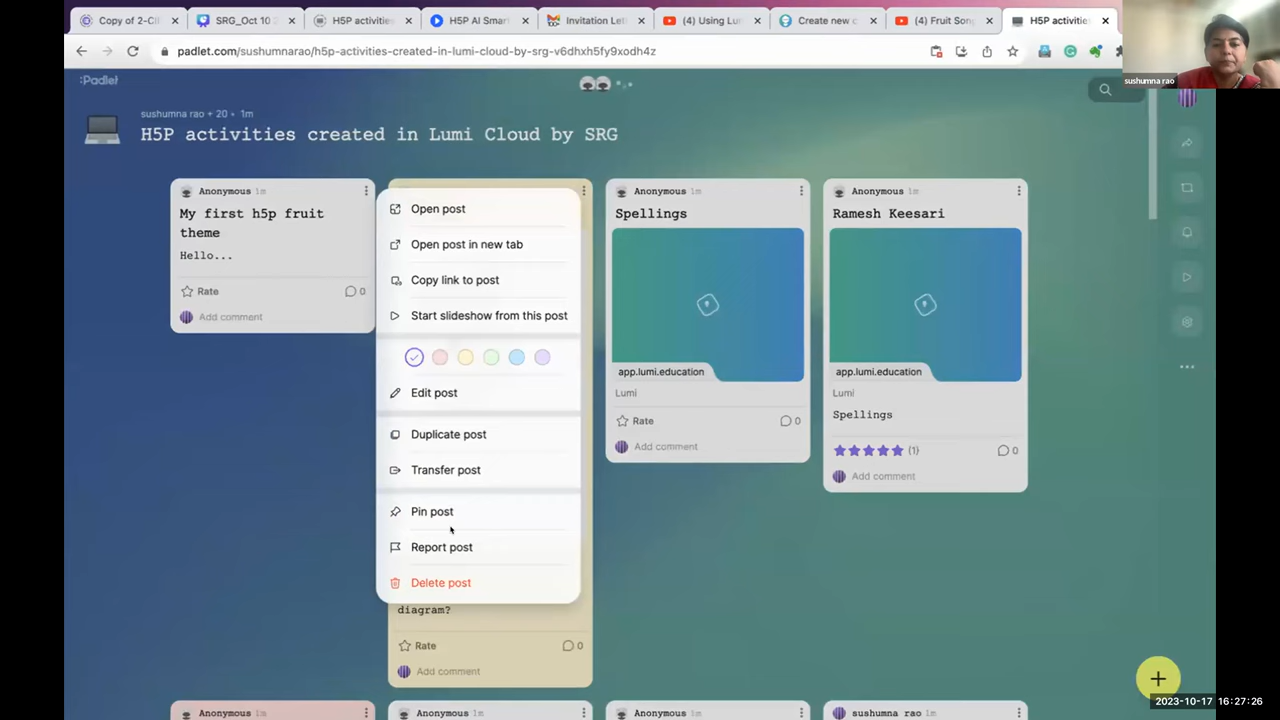 Copy of 2-Cli
SRG_Oct 10
H5P activities
H5P AI Smar
Invitation Let
(4) Using Lu
Create new c
(4) Fruit Song
H5P activitie
padlet.com/sushumnarao/h5p-activities-created-in-lumi-cloud-by-srg-v6dhxh5fy9xodh4z
sushumna rao
:Padlet
sushumna rao + 20 • 1m
H5P activities created in Lumi Cloud by SRG
Anonymous 1m
My first h5p fruit
theme
Hello...
Rate 0
Add comment
Open post
Open post in new tab
Copy link to post
Start slideshow from this post
Edit post
Duplicate post
Transfer post
Pin post
Report post
Delete post
diagram?
Rate 0
Add comment
Anonymous 1m
Spellings
app.lumi.education
Lumi
Rate 0
Add comment
Anonymous 1m
Ramesh Keesari
app.lumi.education
Lumi
Spellings
(1) 0
Add comment
Anonymous 1m
Anonymous 1m
Anonymous 1m
sushumna rao 1m
2023-10-17 16:27:26